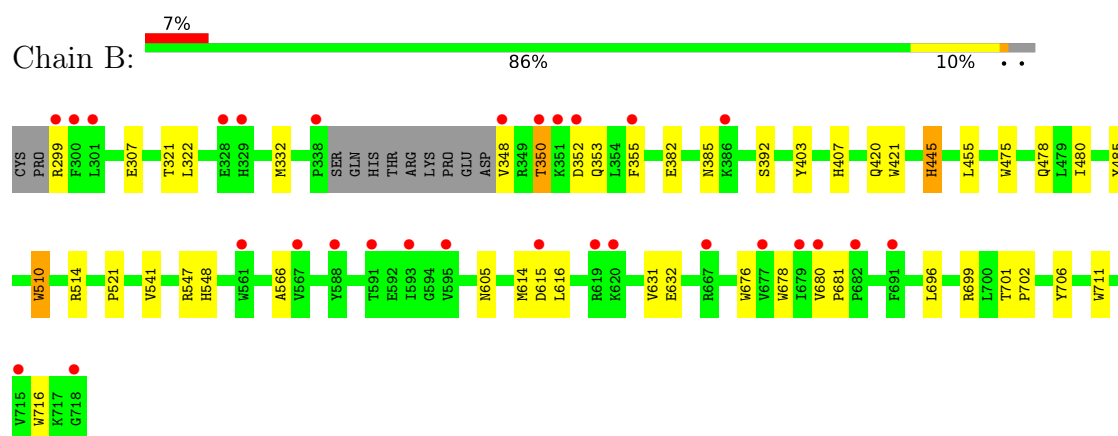 7%
Chain B:
86% 10% • •
CYS PRO R299 F300 L301 E307 T321 L322 E328 H329 M332 P338 SER GLN HIS THR ARG LYS PRO GLU ASP V348 R349 T350 K351 D352 Q353 L354 F355 E382 N385 K386 S392 Y403 H407 Q420 W421 H445 L455 W475 Q478 L479 I480 Y485
W510 R514 P521 V541 R547 H548 W561 A566 V567 Y588 T591 E592 I593 G594 V595 N605 M614 D615 L616 R619 K620 V631 E632 R667 W676 V677 W678 I679 V680 P681 P682 F691 L696 R699 L700 T701 P702 Y706 W711
V715 W716 K717 G718